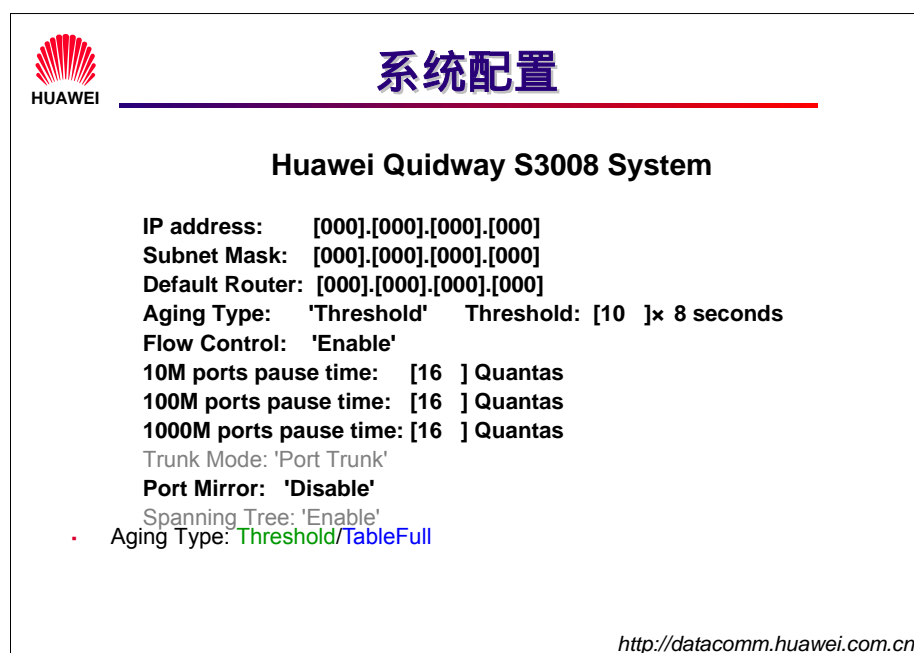 HUAWEI
系统配置
Huawei Quidway S3008 System
IP address: [000].[000].[000].[000]
Subnet Mask: [000].[000].[000].[000]
Default Router: [000].[000].[000].[000]
Aging Type: 'Threshold' Threshold: [10 ]× 8 seconds
Flow Control: 'Enable'
10M ports pause time: [16 ] Quantas
100M ports pause time: [16 ] Quantas
1000M ports pause time: [16 ] Quantas
Trunk Mode: 'Port Trunk'
Port Mirror: 'Disable'
Spanning Tree: 'Enable'
· Aging Type: Threshold/TableFull
http://datacomm.huawei.com.cn